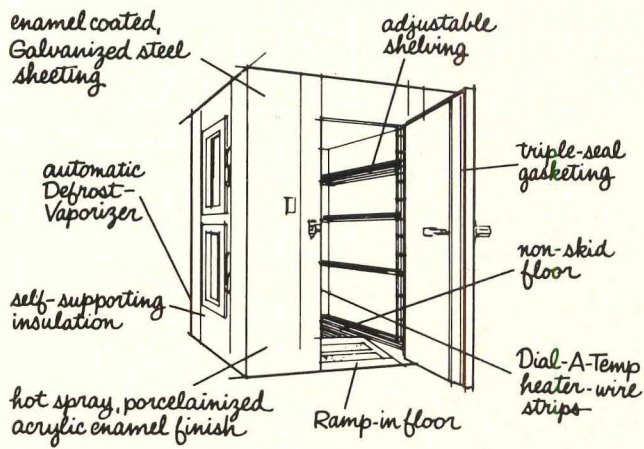 enamel coated,
Galvanized steel
sheeting
adjustable
shelving
automatic
Defrost-
Vaporizer
triple-seal
gasketing
non-skid
floor
self-supporting
insulation
Dial-A-Temp
heater-wire
strips
hot spray, porcelainized
acrylic enamel finish
Ramp-in floor